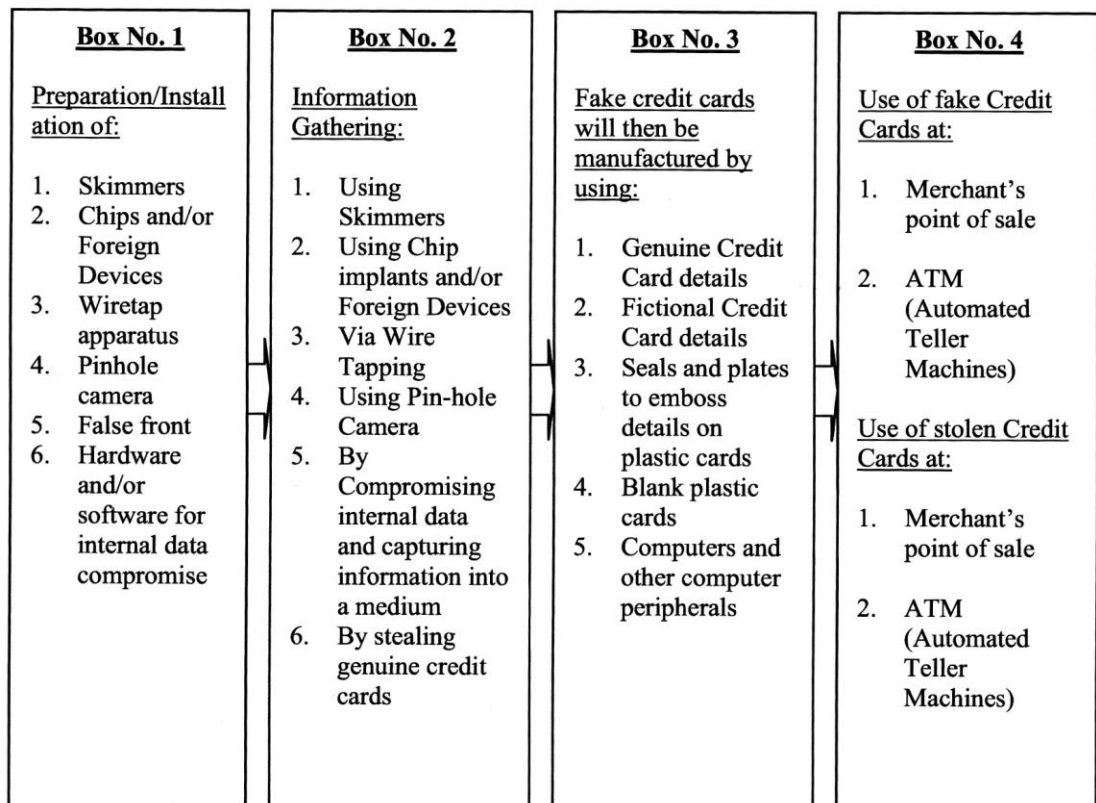 Box No. 1
Preparation/Install
ation of:
1. Skimmers
2. Chips and/or
Foreign
Devices
3. Wiretap
apparatus
4. Pinhole
camera
5. False front
6. Hardware
and/or
software for
internal data
compromise
Box No. 2
Information
Gathering:
1. Using
Skimmers
2. Using Chip
implants and/or
Foreign Devices
3. Via Wire
Tapping
4. Using Pin-hole
Camera
5. By
Compromising
internal data
and capturing
information into
a medium
6. By stealing
genuine credit
cards
Box No. 3
Fake credit cards
will then be
manufactured by
using:
1. Genuine Credit
Card details
2. Fictional Credit
Card details
3. Seals and plates
to emboss
details on
plastic cards
4. Blank plastic
cards
5. Computers and
other computer
peripherals
Box No. 4
Use of fake Credit
Cards at:
1. Merchant's
point of sale
2. ATM
(Automated
Teller
Machines)
Use of stolen Credit
Cards at:
1. Merchant's
point of sale
2. ATM
(Automated
Teller
Machines)